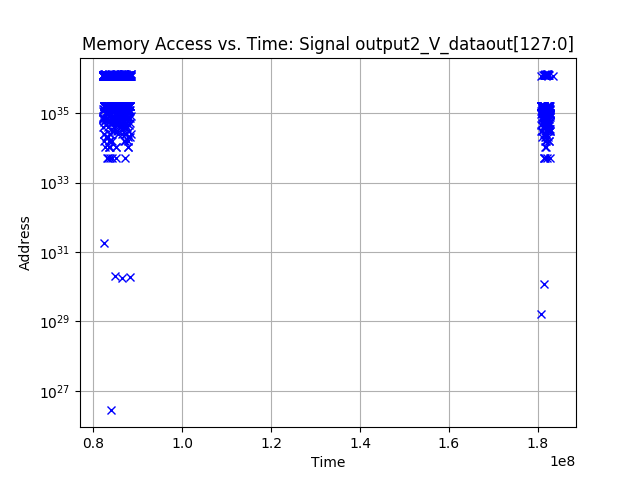 Memory Access vs. Time: Signal output2_V_dataout[127:0]
Address
10^35
10^33
10^31
10^29
10^27
0.8 1.0 1.2 1.4 1.6 1.8
1e8
Time